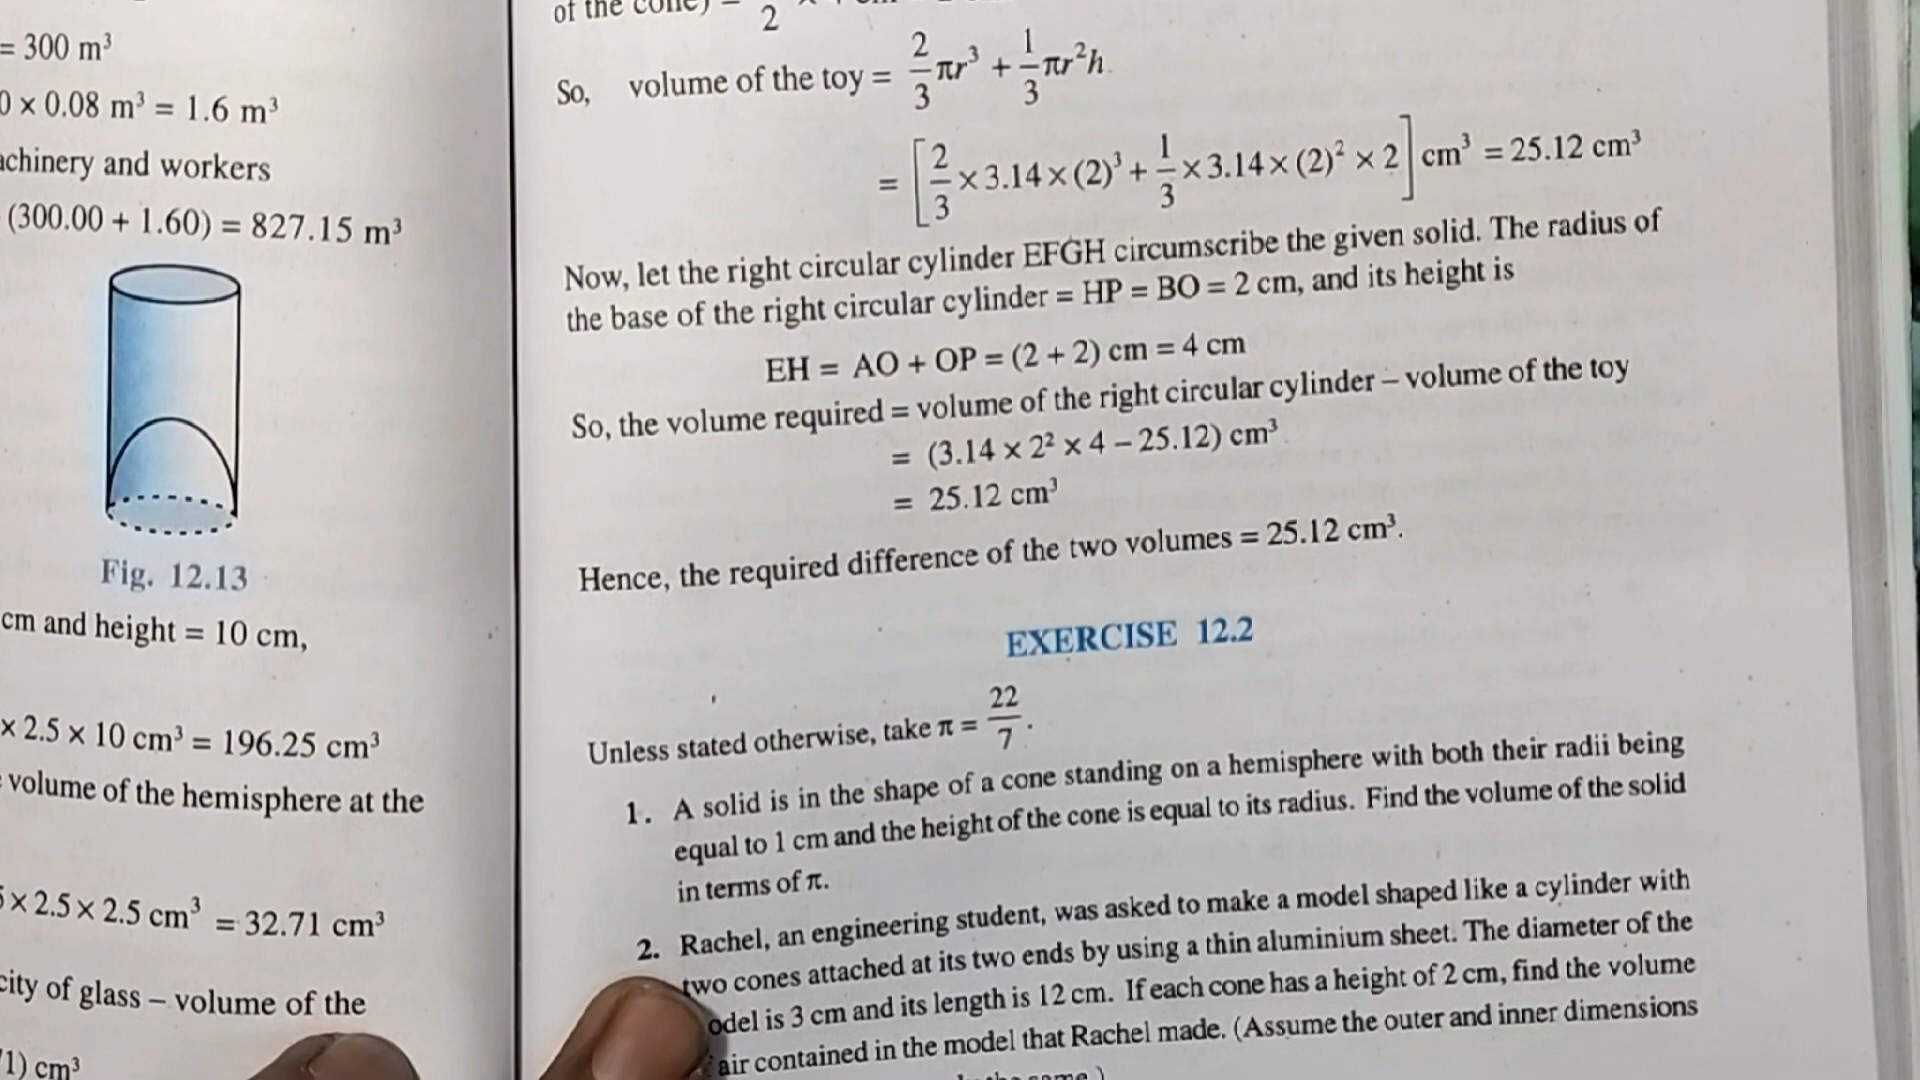 = 300 m³
0 × 0.08 m³ = 1.6 m³
achinery and workers
(300.00 + 1.60) = 827.15 m³
Fig. 12.13
cm and height = 10 cm,
× 2.5 × 10 cm³ = 196.25 cm³
volume of the hemisphere at the
× 2.5 × 2.5 cm³ = 32.71 cm³
city of glass – volume of the
1) cm³
of the cone) = 2
So, volume of the toy = 2/3 πr³ + 1/3 πr²h
= [2/3 × 3.14 × (2)³ + 1/3 × 3.14 × (2)² × 2] cm³ = 25.12 cm³
Now, let the right circular cylinder EFGH circumscribe the given solid. The radius of
the base of the right circular cylinder = HP = BO = 2 cm, and its height is
EH = AO + OP = (2 + 2) cm = 4 cm
So, the volume required = volume of the right circular cylinder – volume of the toy
= (3.14 × 2² × 4 – 25.12) cm³
= 25.12 cm³
Hence, the required difference of the two volumes = 25.12 cm³.
EXERCISE 12.2
Unless stated otherwise, take π = 22/7.
1. A solid is in the shape of a cone standing on a hemisphere with both their radii being
equal to 1 cm and the height of the cone is equal to its radius. Find the volume of the solid
in terms of π.
2. Rachel, an engineering student, was asked to make a model shaped like a cylinder with
two cones attached at its two ends by using a thin aluminium sheet. The diameter of the
odel is 3 cm and its length is 12 cm. If each cone has a height of 2 cm, find the volume
air contained in the model that Rachel made. (Assume the outer and inner dimensions